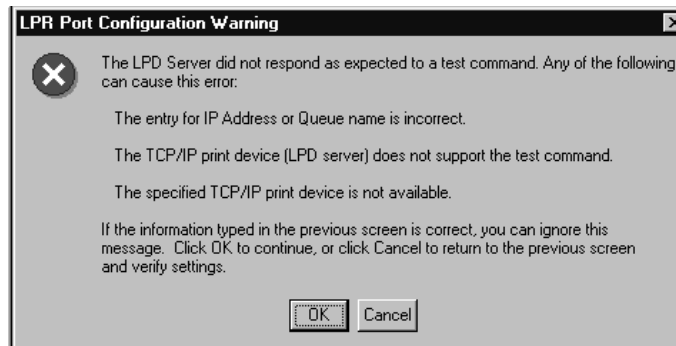 LPR Port Configuration Warning
The LPD Server did not respond as expected to a test command. Any of the following
can cause this error:
The entry for IP Address or Queue name is incorrect.
The TCP/IP print device (LPD server) does not support the test command.
The specified TCP/IP print device is not available.
If the information typed in the previous screen is correct, you can ignore this
message. Click OK to continue, or click Cancel to return to the previous screen
and verify settings.
OK
Cancel